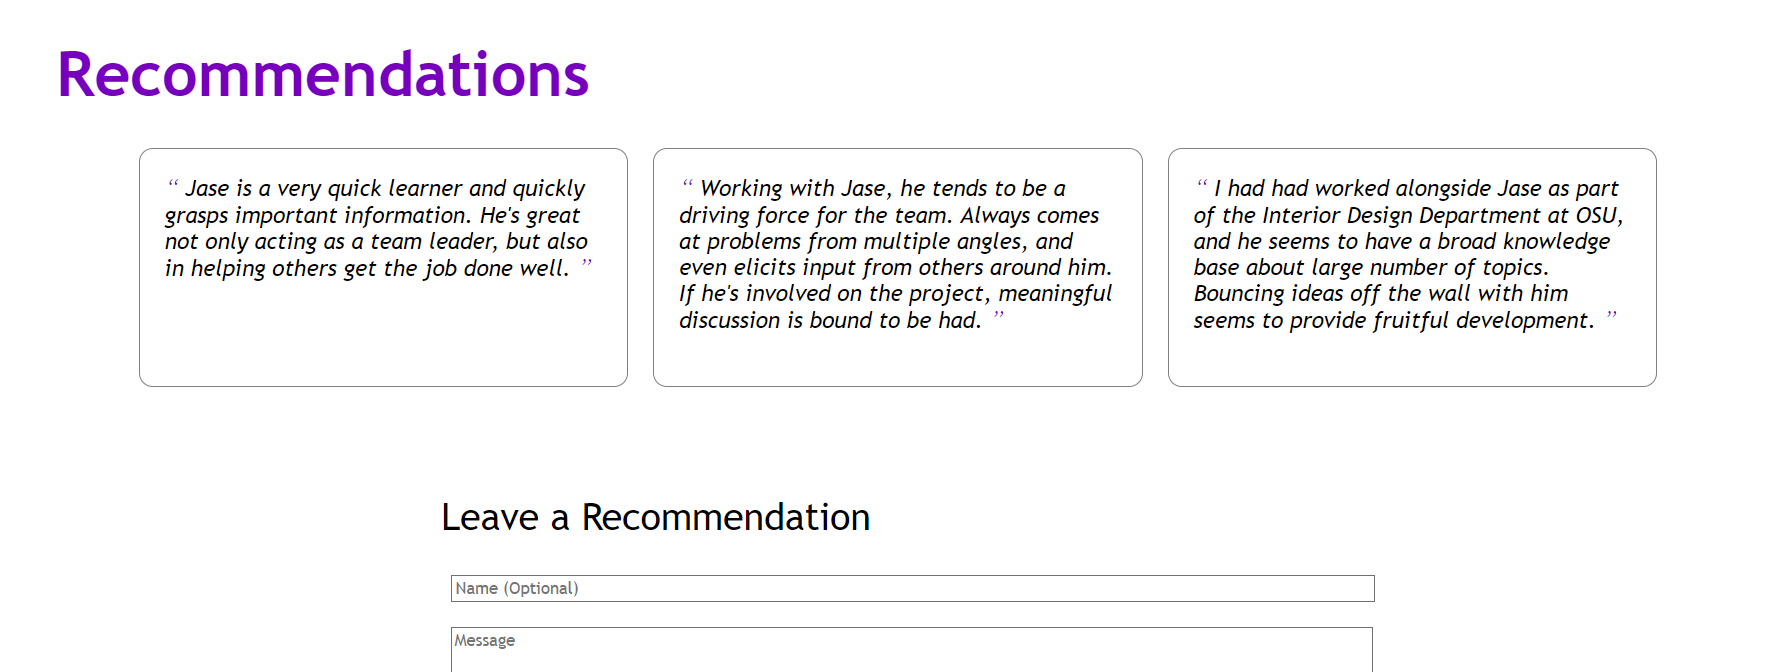 Recommendations
“ Jase is a very quick learner and quickly
grasps important information. He's great
not only acting as a team leader, but also
in helping others get the job done well. ”
“ Working with Jase, he tends to be a
driving force for the team. Always comes
at problems from multiple angles, and
even elicits input from others around him.
If he's involved on the project, meaningful
discussion is bound to be had. ”
“ I had had worked alongside Jase as part
of the Interior Design Department at OSU,
and he seems to have a broad knowledge
base about large number of topics.
Bouncing ideas off the wall with him
seems to provide fruitful development. ”
Leave a Recommendation
Name (Optional)
Message